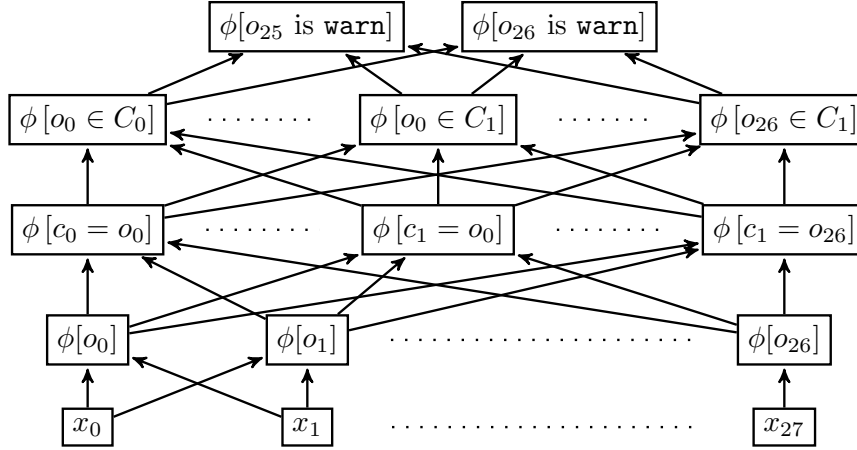 ϕ[o₂₅ is warn] ϕ[o₂₆ is warn]
ϕ [o₀ ∈ C₀] . . . . . . . ϕ [o₀ ∈ C₁] . . . . . . ϕ [o₂₆ ∈ C₁]
ϕ [c₀ = o₀] . . . . . . . ϕ [c₁ = o₀] . . . . . . ϕ [c₁ = o₂₆]
ϕ[o₀] ϕ[o₁] . . . . . . . . . . . . . . . . . . . . . ϕ[o₂₆]
x₀ x₁ . . . . . . . . . . . . . . . . . . . . . x₂₇